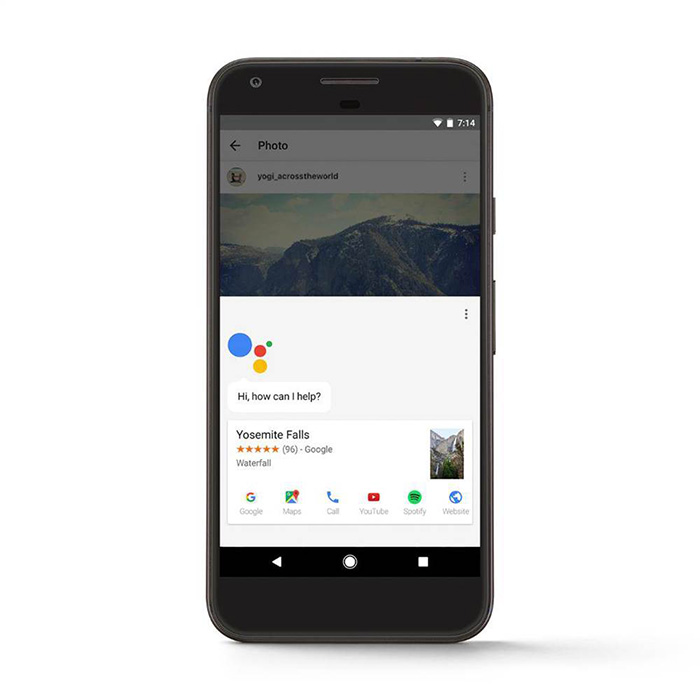 7:14
Photo
yogi_acrosstheworld
Hi, how can I help?
Yosemite Falls
★★★★★ (96) - Google
Waterfall
Google Maps Call YouTube Spotify Website